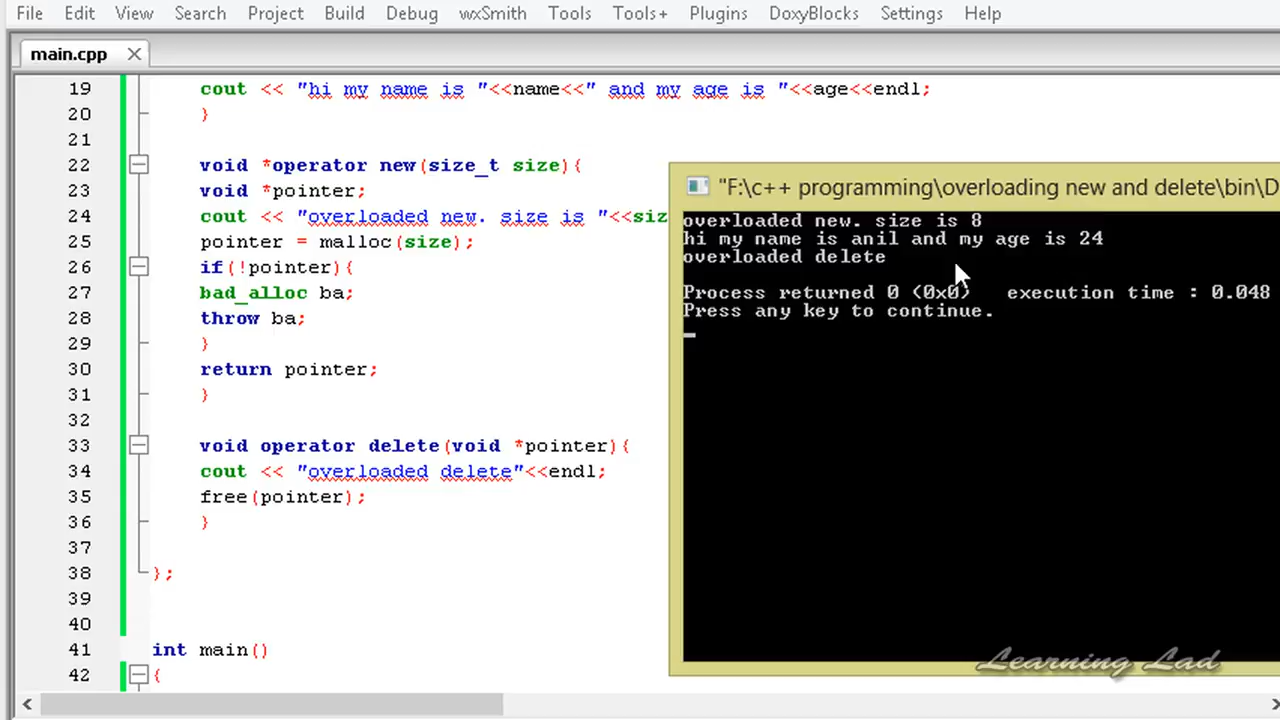 File Edit View Search Project Build Debug wxSmith Tools Tools+ Plugins DoxyBlocks Settings Help
main.cpp
19 cout << "hi my name is "<<name<<" and my age is "<<age<<endl;
20 }
21
22 void *operator new(size_t size){
23 void *pointer;
24 cout << "overloaded new. size is "<<siz
25 pointer = malloc(size);
26 if(!pointer){
27 bad_alloc ba;
28 throw ba;
29 }
30 return pointer;
31 }
32
33 void operator delete(void *pointer){
34 cout << "overloaded delete"<<endl;
35 free(pointer);
36 }
37
38 };
39
40
41 int main()
42 {
"F:\c++ programming\overloading new and delete\bin\D
overloaded new. size is 8
hi my name is anil and my age is 24
overloaded delete
Process returned 0 (0x0) execution time : 0.048
Press any key to continue.
Learning Lad